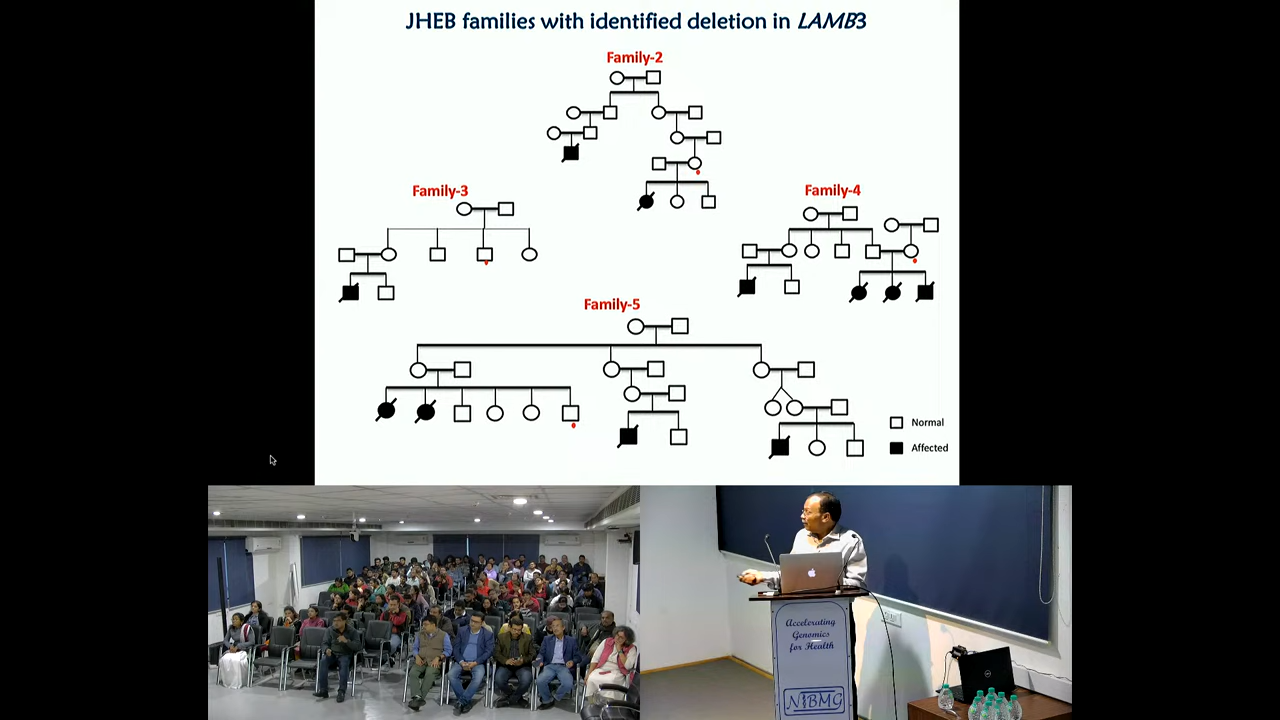 JHEB families with identified deletion in LAMB3
Family-2
Family-3
Family-4
Family-5
Normal
Affected
Accelerating
Genomics
for Health
NIBMG